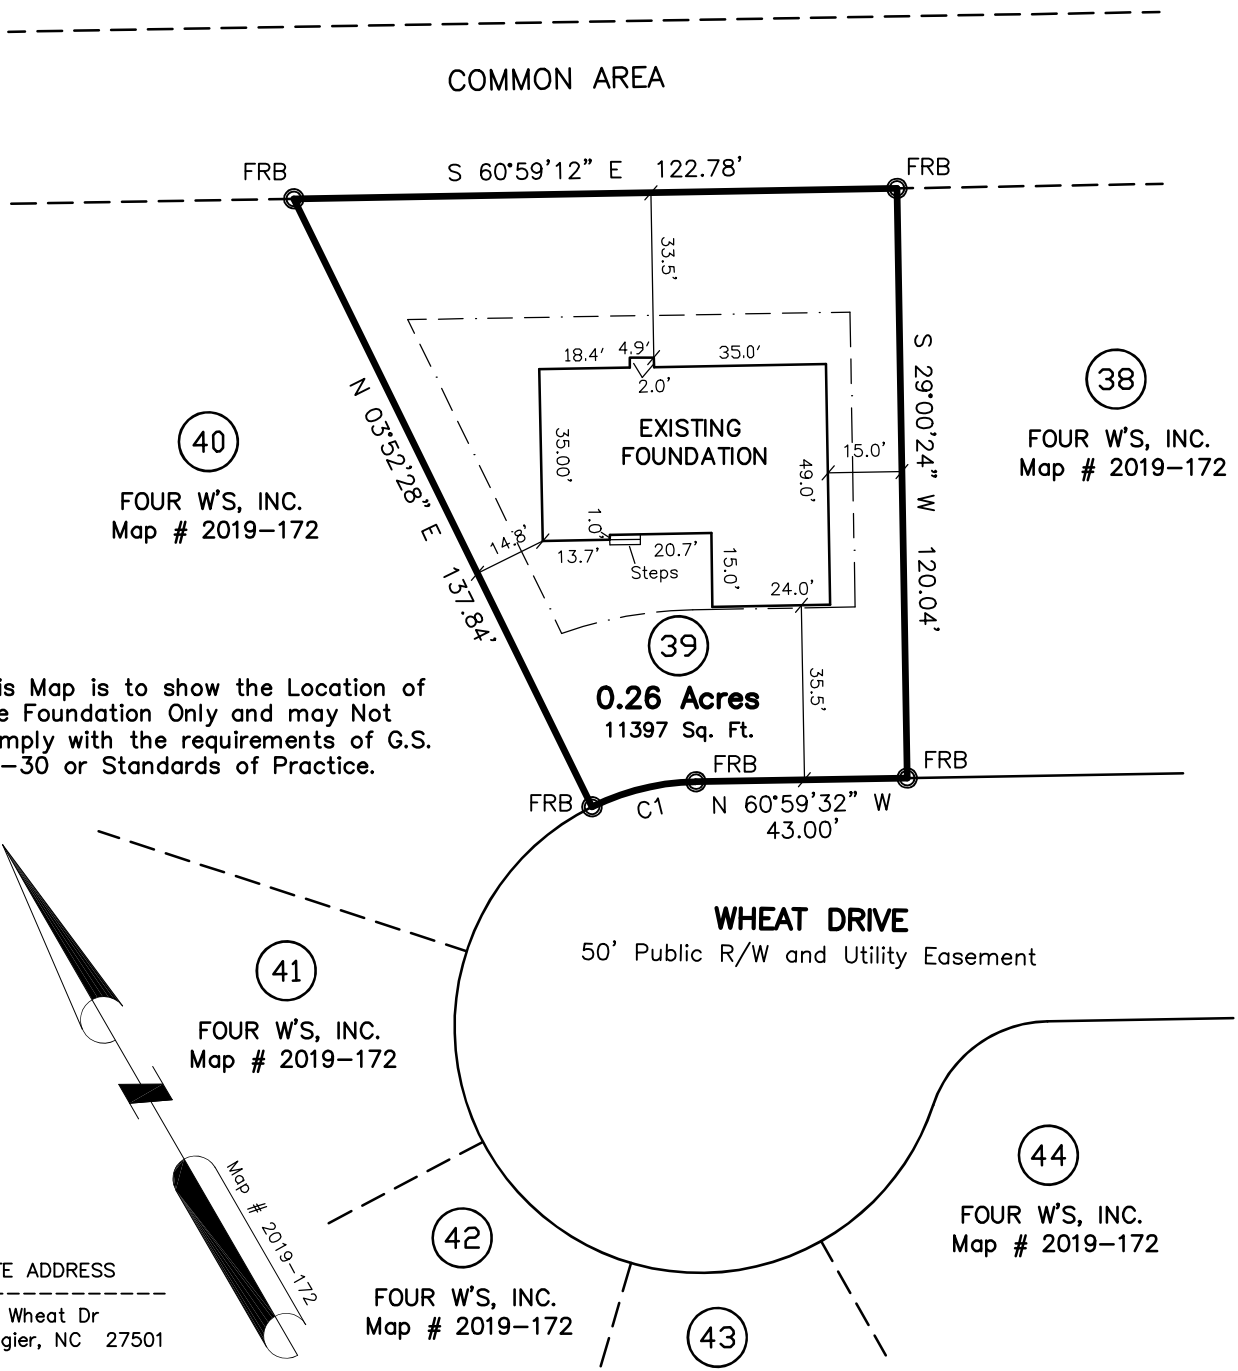 COMMON AREA
FRB
S 60°59'12" E 122.78'
FRB
33.5'
18.4'
4.9'
35.0'
2.0'
EXISTING
FOUNDATION
35.00'
49.0'
15.0'
S 29°00'24" W 120.04'
38
FOUR W'S, INC.
Map # 2019-172
40
FOUR W'S, INC.
Map # 2019-172
N 03°52'28" E 137.84'
14.8'
1.0'
13.7'
20.7'
Steps
15.0'
24.0'
39
0.26 Acres
11397 Sq. Ft.
35.5'
is Map is to show the Location of
e Foundation Only and may Not
mply with the requirements of G.S.
-30 or Standards of Practice.
FRB
FRB
FRB
C1
N 60°59'32" W
43.00'
WHEAT DRIVE
50' Public R/W and Utility Easement
41
FOUR W'S, INC.
Map # 2019-172
Map # 2019-172
44
FOUR W'S, INC.
Map # 2019-172
42
FOUR W'S, INC.
Map # 2019-172
43
TE ADDRESS
Wheat Dr
gier, NC 27501